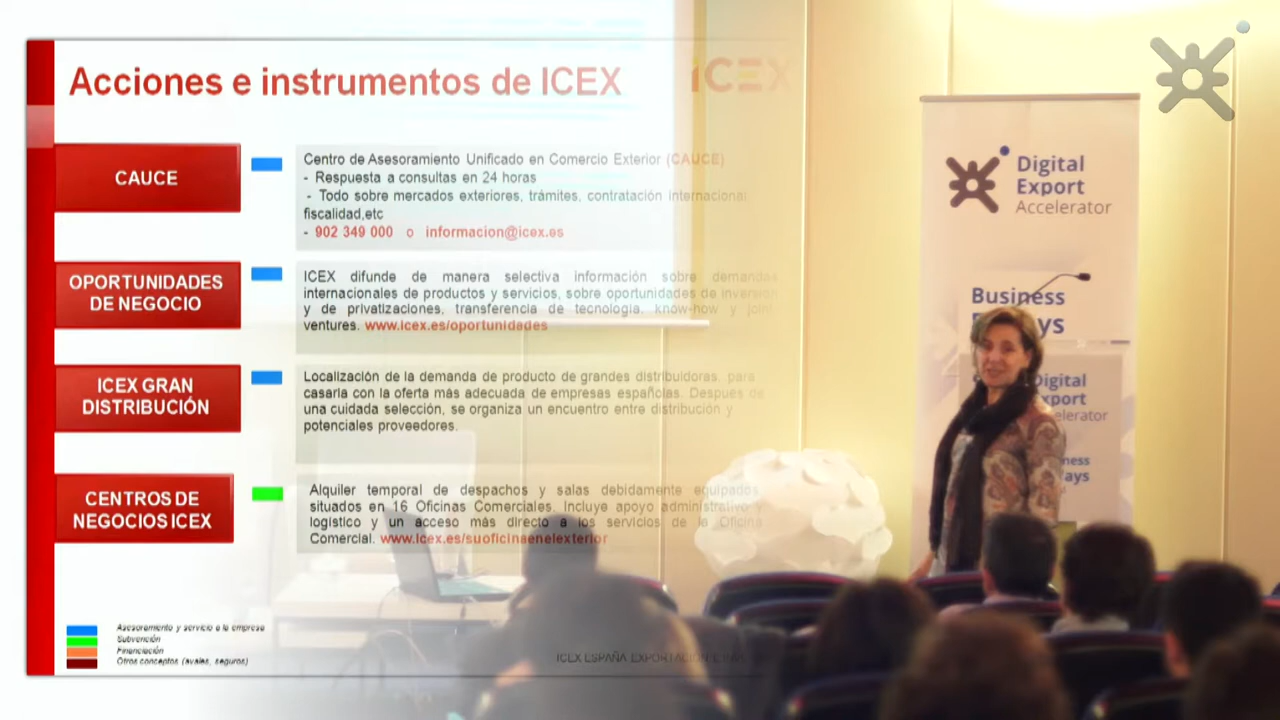 Acciones e instrumentos de ICEX
ICEX
CAUCE
Centro de Asesoramiento Unificado en Comercio Exterior (CAUCE)
- Respuesta a consultas en 24 horas
- Todo sobre mercados exteriores, trámites, contratación internacional,
fiscalidad,etc
- 902 349 000 o informacion@icex.es
OPORTUNIDADES
DE NEGOCIO
ICEX difunde de manera selectiva información sobre demandas
internacionales de productos y servicios, sobre oportunidades de inversión
y de privatizaciones, transferencia de tecnología, know-how y joint
ventures. www.icex.es/oportunidades
ICEX GRAN
DISTRIBUCIÓN
Localización de la demanda de producto de grandes distribuidoras, para
casarla con la oferta más adecuada de empresas españolas. Después de
una cuidada selección, se organiza un encuentro entre distribución y
potenciales proveedores.
CENTROS DE
NEGOCIOS ICEX
Alquiler temporal de despachos y salas debidamente equipados
situados en 16 Oficinas Comerciales. Incluye apoyo administrativo y
logístico y un acceso más directo a los servicios de la Oficina
Comercial. www.icex.es/suoficinaenelexterior
Asesoramiento y servicio a la empresa
Subvención
Financiación
Otros conceptos (avales, seguros)
ICEX ESPAÑA EXPORTACIÓN E
Digital
Export
Accelerator
Business
ys
Digital
xport
elerator
ness
ays